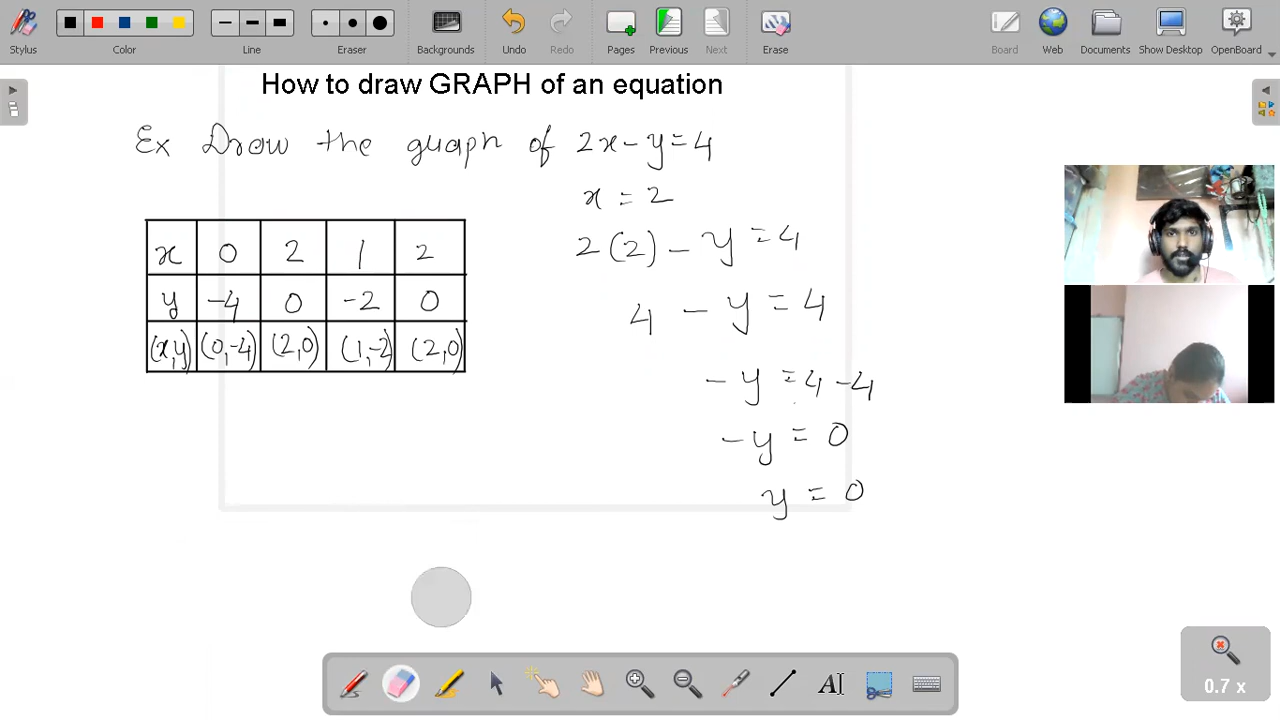 Stylus Color Line Eraser Backgrounds Undo Redo Pages Previous Next Erase Board Web Documents Show Desktop OpenBoard
How to draw GRAPH of an equation
Ex Draw the graph of 2x - y = 4
x = 2
2(2) - y = 4
4 - y = 4
- y = 4 - 4
- y = 0
y = 0
x 0 2 1 2
y -4 0 -2 0
(x,y) (0,-4) (2,0) (1,-2) (2,0)
0.7 x